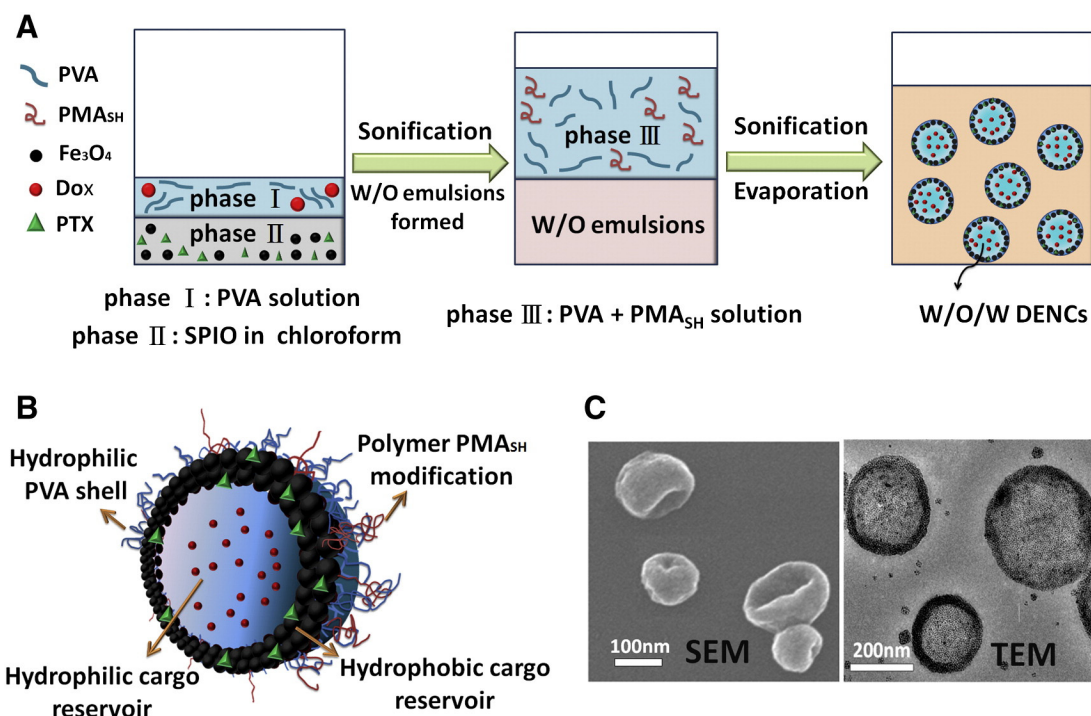 A
PVA
PMASH
Fe3O4
Dox
PTX
phase Ⅰ
phase Ⅱ
Sonification
W/O emulsions
formed
phase Ⅲ
W/O emulsions
Sonification
Evaporation
phase Ⅰ : PVA solution
phase Ⅱ : SPIO in chloroform
phase Ⅲ : PVA + PMASH solution
W/O/W DENCs
B
Hydrophilic
PVA shell
Polymer PMASH
modification
Hydrophilic cargo
reservoir
Hydrophobic cargo
reservoir
C
100nm
SEM
200nm
TEM